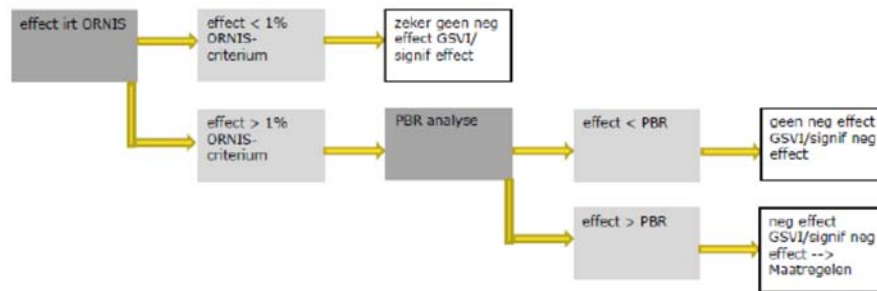 effect irt ORNIS
effect < 1%
ORNIS-
criterium
zeker geen neg
effect GSVI/
signif effect
effect > 1%
ORNIS-
criterium
PBR analyse
effect < PBR
geen neg effect
GSVI/signif neg
effect
effect > PBR
neg effect
GSVI/signif neg
effect -->
Maatregelen